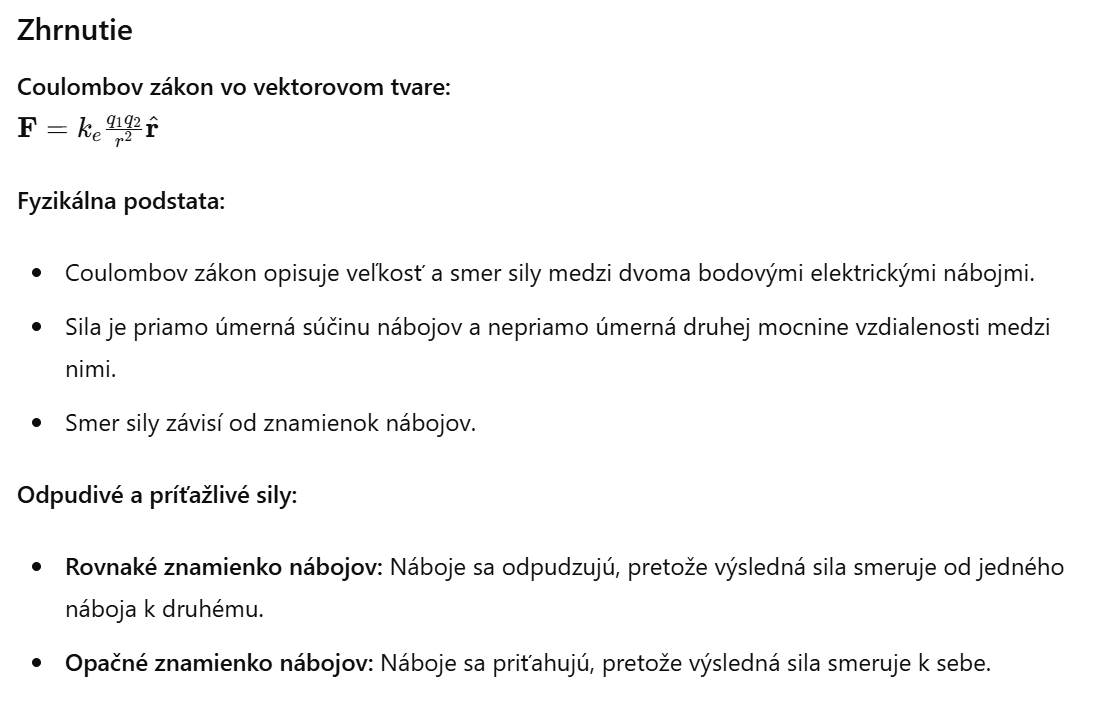 Zhrnutie
Coulombov zákon vo vektorovom tvare:
𝐅 = kₑ q₁q₂/r² 𝐫̂
Fyzikálna podstata:
• Coulombov zákon opisuje veľkosť a smer sily medzi dvoma bodovými elektrickými nábojmi.
• Sila je priamo úmerná súčinu nábojov a nepriamo úmerná druhej mocnine vzdialenosti medzi
nimi.
• Smer sily závisí od znamienok nábojov.
Odpudivé a príťažlivé sily:
• Rovnaké znamienko nábojov: Náboje sa odpudzujú, pretože výsledná sila smeruje od jedného
náboja k druhému.
• Opačné znamienko nábojov: Náboje sa priťahujú, pretože výsledná sila smeruje k sebe.